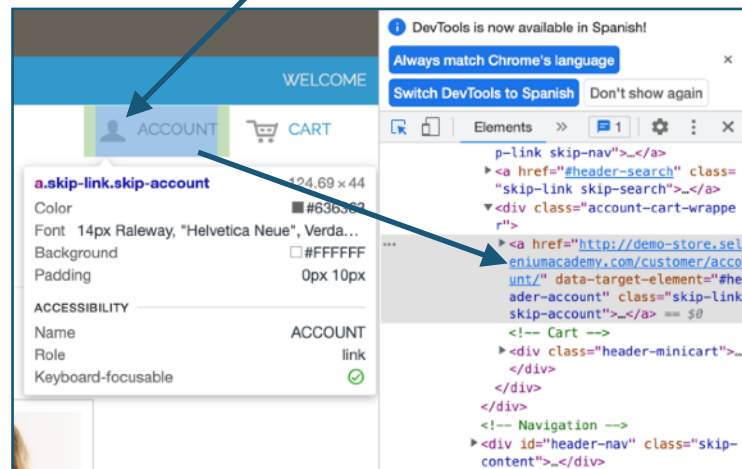 WELCOME
ACCOUNT
CART
a.skip-link.skip-account 124.69 × 44
Color #636363
Font 14px Raleway, "Helvetica Neue", Verda...
Background #FFFFFF
Padding 0px 10px
ACCESSIBILITY
Name ACCOUNT
Role link
Keyboard-focusable
DevTools is now available in Spanish!
Always match Chrome's language
Switch DevTools to Spanish Don't show again
Elements » 1
p-link skip-nav">…</a>
<a href="#header-search" class=
"skip-link skip-search">…</a>
<div class="account-cart-wrappe
r">
<a href="http://demo-store.sel
eniumacademy.com/customer/acco
unt/" data-target-element="#he
ader-account" class="skip-link
skip-account">…</a> == $0
<!-- Cart -->
<div class="header-minicart">…
</div>
</div>
</div>
<!-- Navigation -->
<div id="header-nav" class="skip-
content">…</div>